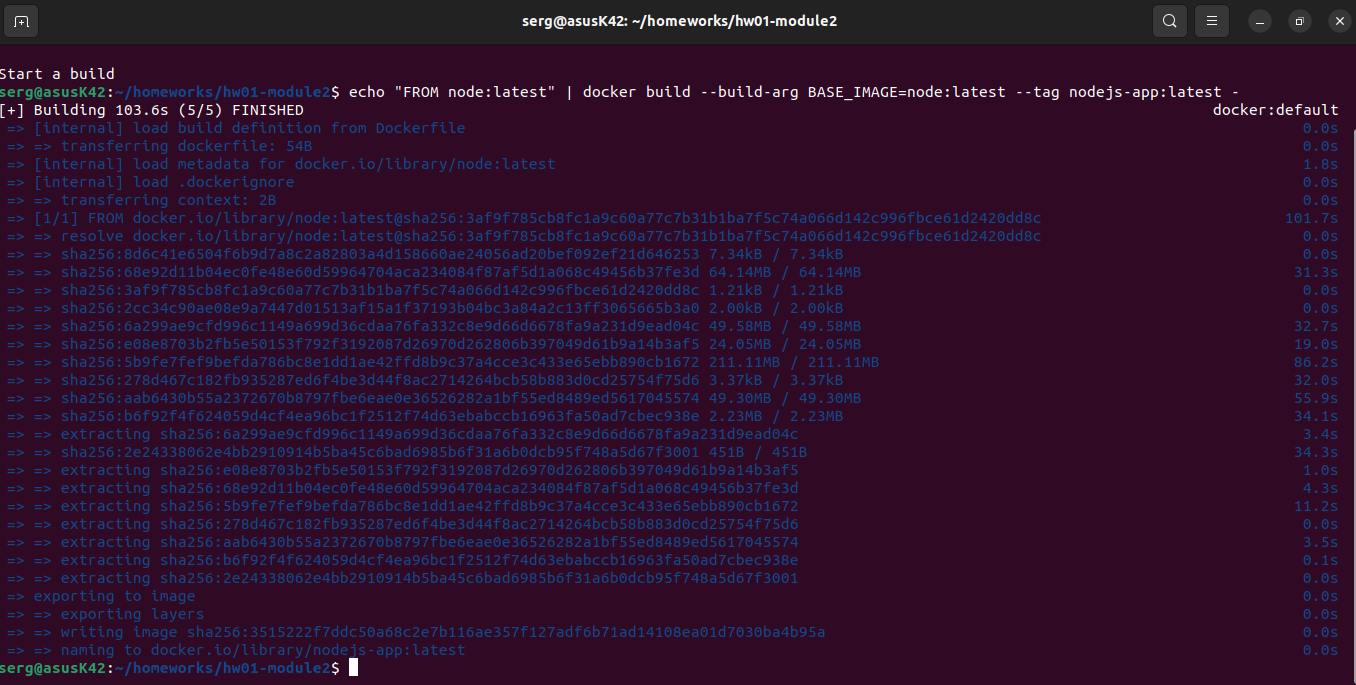 serg@asusK42: ~/homeworks/hw01-module2
Start a build
serg@asusK42:~/homeworks/hw01-module2$ echo "FROM node:latest" | docker build --build-arg BASE_IMAGE=node:latest --tag nodejs-app:latest -
[+] Building 103.6s (5/5) FINISHED docker:default
=> [internal] load build definition from Dockerfile 0.0s
=> => transferring dockerfile: 54B 0.0s
=> [internal] load metadata for docker.io/library/node:latest 1.8s
=> [internal] load .dockerignore 0.0s
=> => transferring context: 2B 0.0s
=> [1/1] FROM docker.io/library/node:latest@sha256:3af9f785cb8fc1a9c60a77c7b31b1ba7f5c74a066d142c996fbce61d2420dd8c 101.7s
=> => resolve docker.io/library/node:latest@sha256:3af9f785cb8fc1a9c60a77c7b31b1ba7f5c74a066d142c996fbce61d2420dd8c 0.0s
=> => sha256:8d6c41e6504f6b9d7a8c2a82803a4d158660ae24056ad20bef092ef21d646253 7.34kB / 7.34kB 0.0s
=> => sha256:68e92d11b04ec0fe48e60d59964704aca234084f87af5d1a068c49456b37fe3d 64.14MB / 64.14MB 31.3s
=> => sha256:3af9f785cb8fc1a9c60a77c7b31b1ba7f5c74a066d142c996fbce61d2420dd8c 1.21kB / 1.21kB 0.0s
=> => sha256:2cc34c90ae08e9a7447d01513af15a1f37193b04bc3a84a2c13ff3065665b3a0 2.00kB / 2.00kB 0.0s
=> => sha256:6a299ae9cfd996c1149a699d36cdaa76fa332c8e9d66d6678fa9a231d9ead04c 49.58MB / 49.58MB 32.7s
=> => sha256:e08e8703b2fb5e50153f792f3192087d26970d262806b397049d61b9a14b3af5 24.05MB / 24.05MB 19.0s
=> => sha256:5b9fe7fef9befda786bc8e1dd1ae42ffd8b9c37a4cce3c433e65ebb890cb1672 211.11MB / 211.11MB 86.2s
=> => sha256:278d467c182fb935287ed6f4be3d44f8ac2714264bcb58b883d0cd25754f75d6 3.37kB / 3.37kB 32.0s
=> => sha256:aab6430b55a2372670b8797fbe6eae0e36526282a1bf55ed8489ed5617045574 49.30MB / 49.30MB 55.9s
=> => sha256:b6f92f4f624059d4cf4ea96bc1f2512f74d63ebabccb16963fa50ad7cbec938e 2.23MB / 2.23MB 34.1s
=> => extracting sha256:6a299ae9cfd996c1149a699d36cdaa76fa332c8e9d66d6678fa9a231d9ead04c 3.4s
=> => sha256:2e24338062e4bb2910914b5ba45c6bad6985b6f31a6b0dcb95f748a5d67f3001 451B / 451B 34.3s
=> => extracting sha256:e08e8703b2fb5e50153f792f3192087d26970d262806b397049d61b9a14b3af5 1.0s
=> => extracting sha256:68e92d11b04ec0fe48e60d59964704aca234084f87af5d1a068c49456b37fe3d 4.3s
=> => extracting sha256:5b9fe7fef9befda786bc8e1dd1ae42ffd8b9c37a4cce3c433e65ebb890cb1672 11.2s
=> => extracting sha256:278d467c182fb935287ed6f4be3d44f8ac2714264bcb58b883d0cd25754f75d6 0.0s
=> => extracting sha256:aab6430b55a2372670b8797fbe6eae0e36526282a1bf55ed8489ed5617045574 3.5s
=> => extracting sha256:b6f92f4f624059d4cf4ea96bc1f2512f74d63ebabccb16963fa50ad7cbec938e 0.1s
=> => extracting sha256:2e24338062e4bb2910914b5ba45c6bad6985b6f31a6b0dcb95f748a5d67f3001 0.0s
=> exporting to image 0.0s
=> => exporting layers 0.0s
=> => writing image sha256:3515222f7ddc50a68c2e7b116ae357f127adf6b71ad14108ea01d7030ba4b95a 0.0s
=> => naming to docker.io/library/nodejs-app:latest 0.0s
serg@asusK42:~/homeworks/hw01-module2$